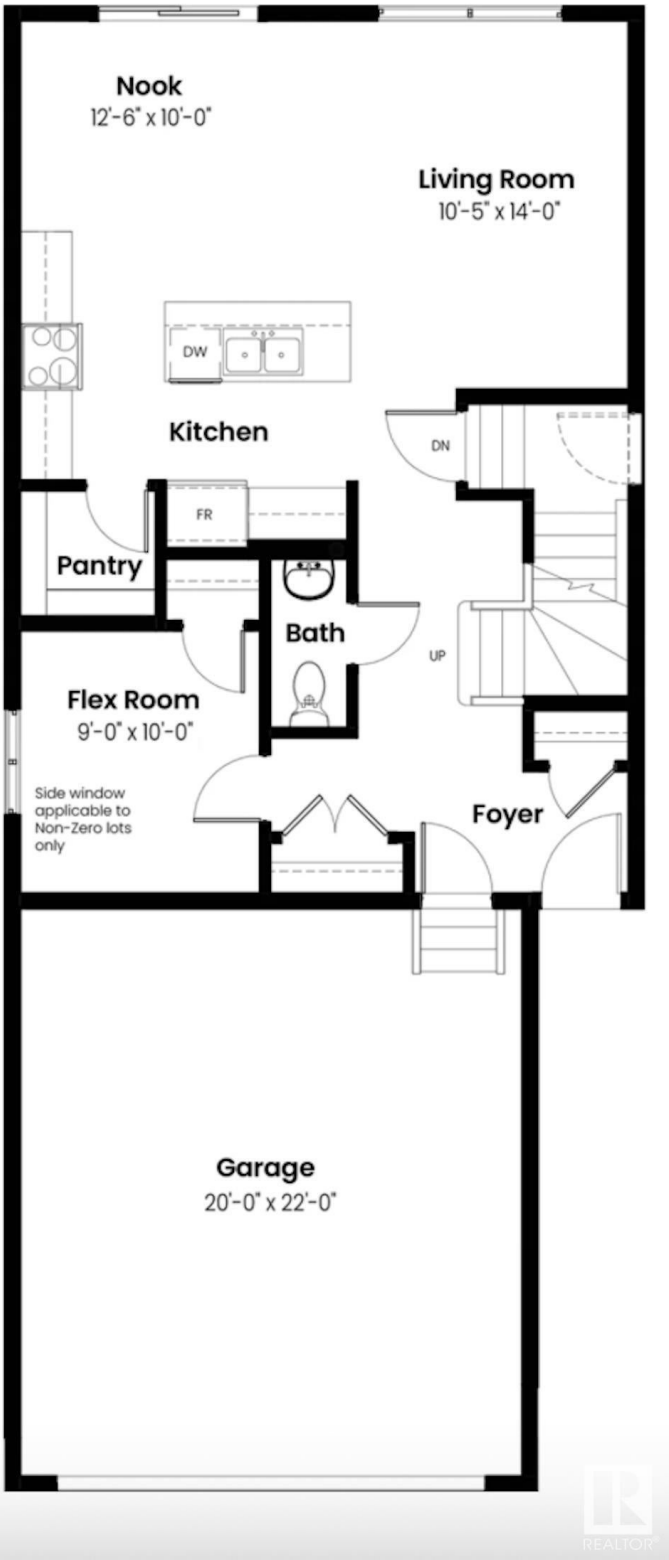 Nook
12'-6" x 10'-0"
Living Room
10'-5" x 14'-0"
DW
Kitchen
DN
FR
Pantry
Bath
UP
Flex Room
9'-0" x 10'-0"
Side window
applicable to
Non-Zero lots
only
Foyer
Garage
20'-0" x 22'-0"
R
REALTOR®